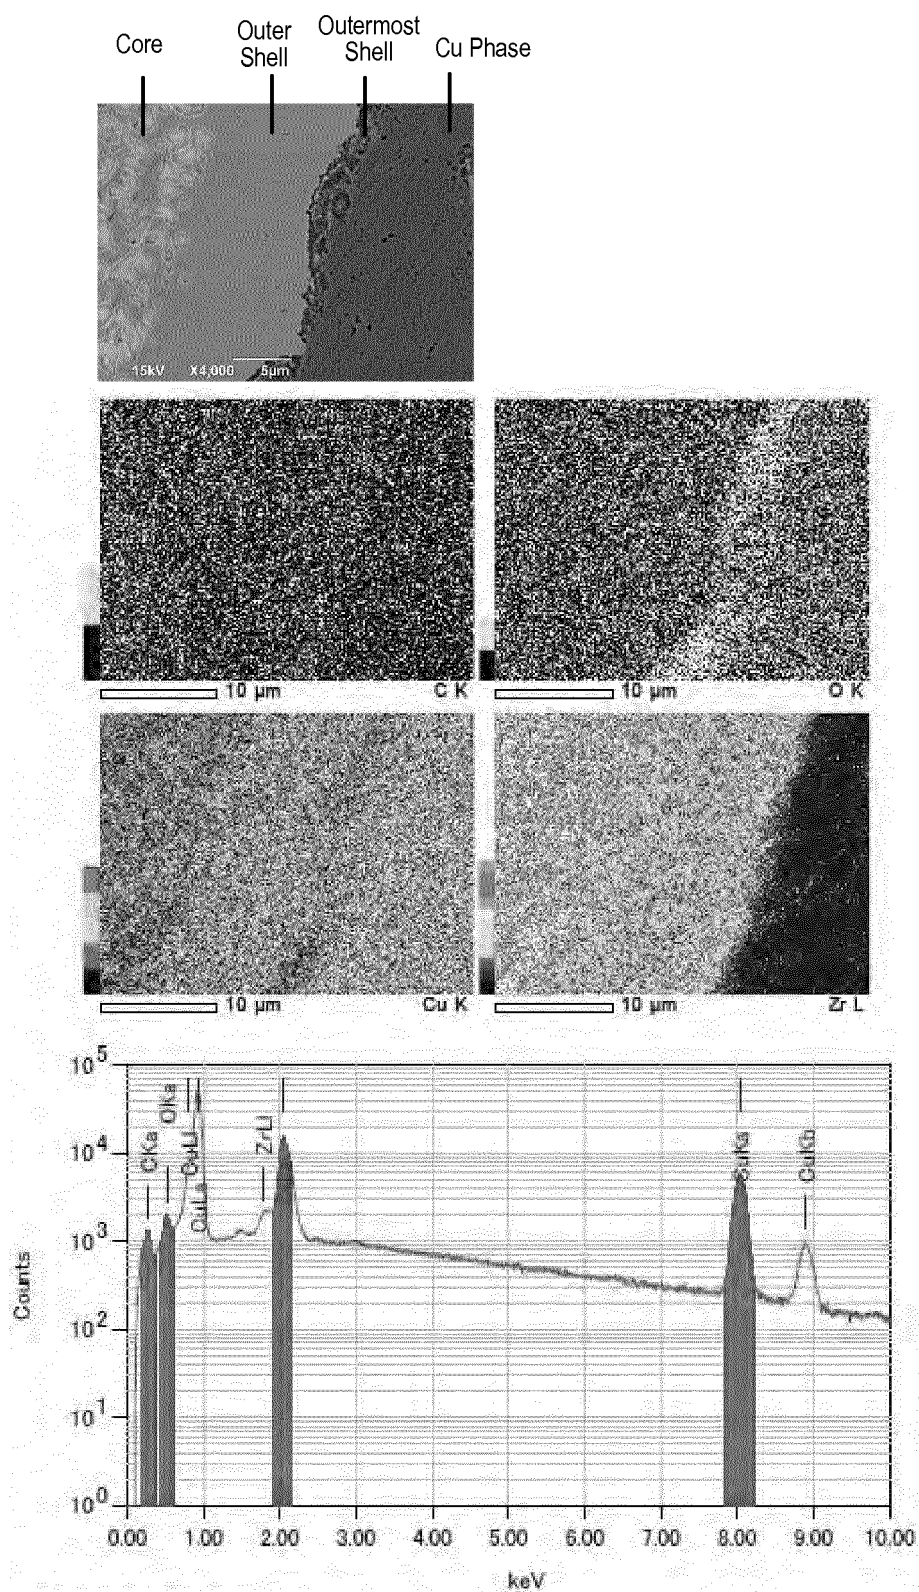 Core
Outer
Shell
Outermost
Shell
Cu Phase
15kV X4,000 5µm
10 µm C K
10 µm O K
10 µm Cu K
10 µm Zr L
10^5
10^4
10^3
10^2
10^1
10^0
Counts
CKa
OKa
CuLl
CuLa
ZrLl
CuKa
CuKb
0.00 1.00 2.00 3.00 4.00 5.00 6.00 7.00 8.00 9.00 10.00
keV